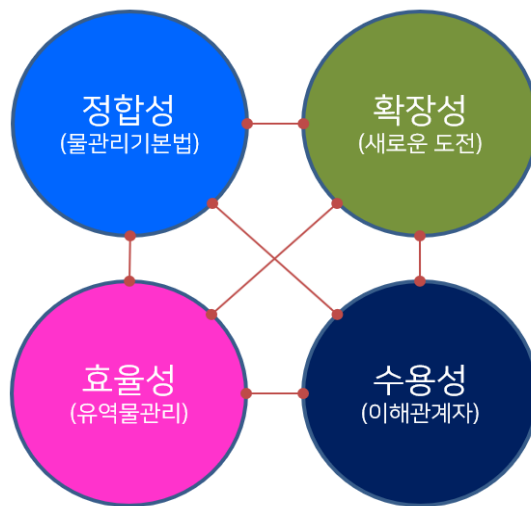 정합성
(물관리기본법)
확장성
(새로운 도전)
효율성
(유역물관리)
수용성
(이해관계자)